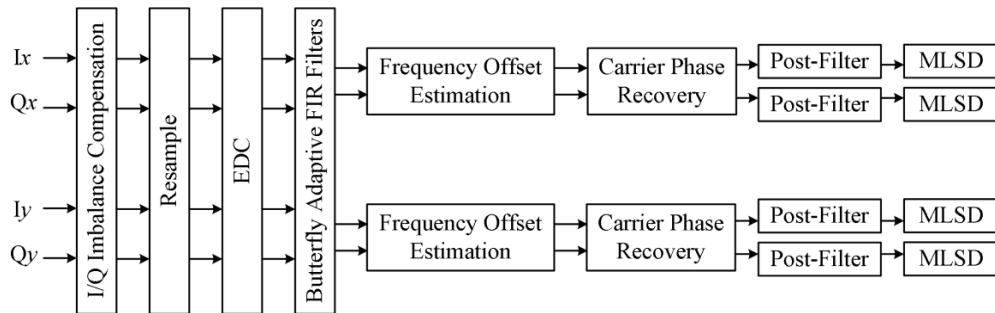 Ix
Qx
Iy
Qy
I/Q Imbalance Compensation
Resample
EDC
Butterfly Adaptive FIR Filters
Frequency Offset
Estimation
Carrier Phase
Recovery
Post-Filter
MLSD
Post-Filter
MLSD
Frequency Offset
Estimation
Carrier Phase
Recovery
Post-Filter
MLSD
Post-Filter
MLSD